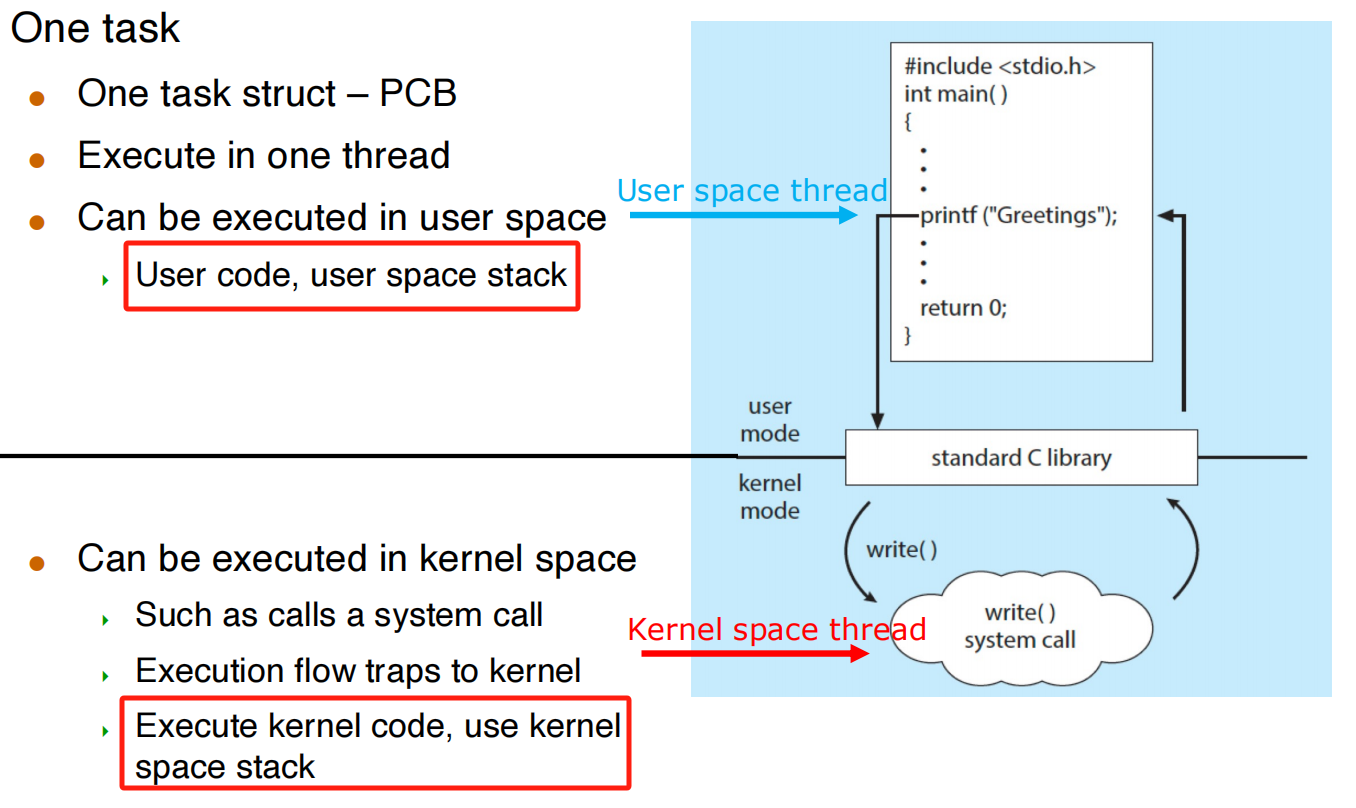 One task
One task struct – PCB
Execute in one thread
Can be executed in user space
User code, user space stack
Can be executed in kernel space
Such as calls a system call
Execution flow traps to kernel
Execute kernel code, use kernel
space stack
User space thread
#include <stdio.h>
int main( )
{
•
•
•
printf ("Greetings");
•
•
•
return 0;
}
user
mode
standard C library
kernel
mode
write( )
Kernel space thread
write( )
system call